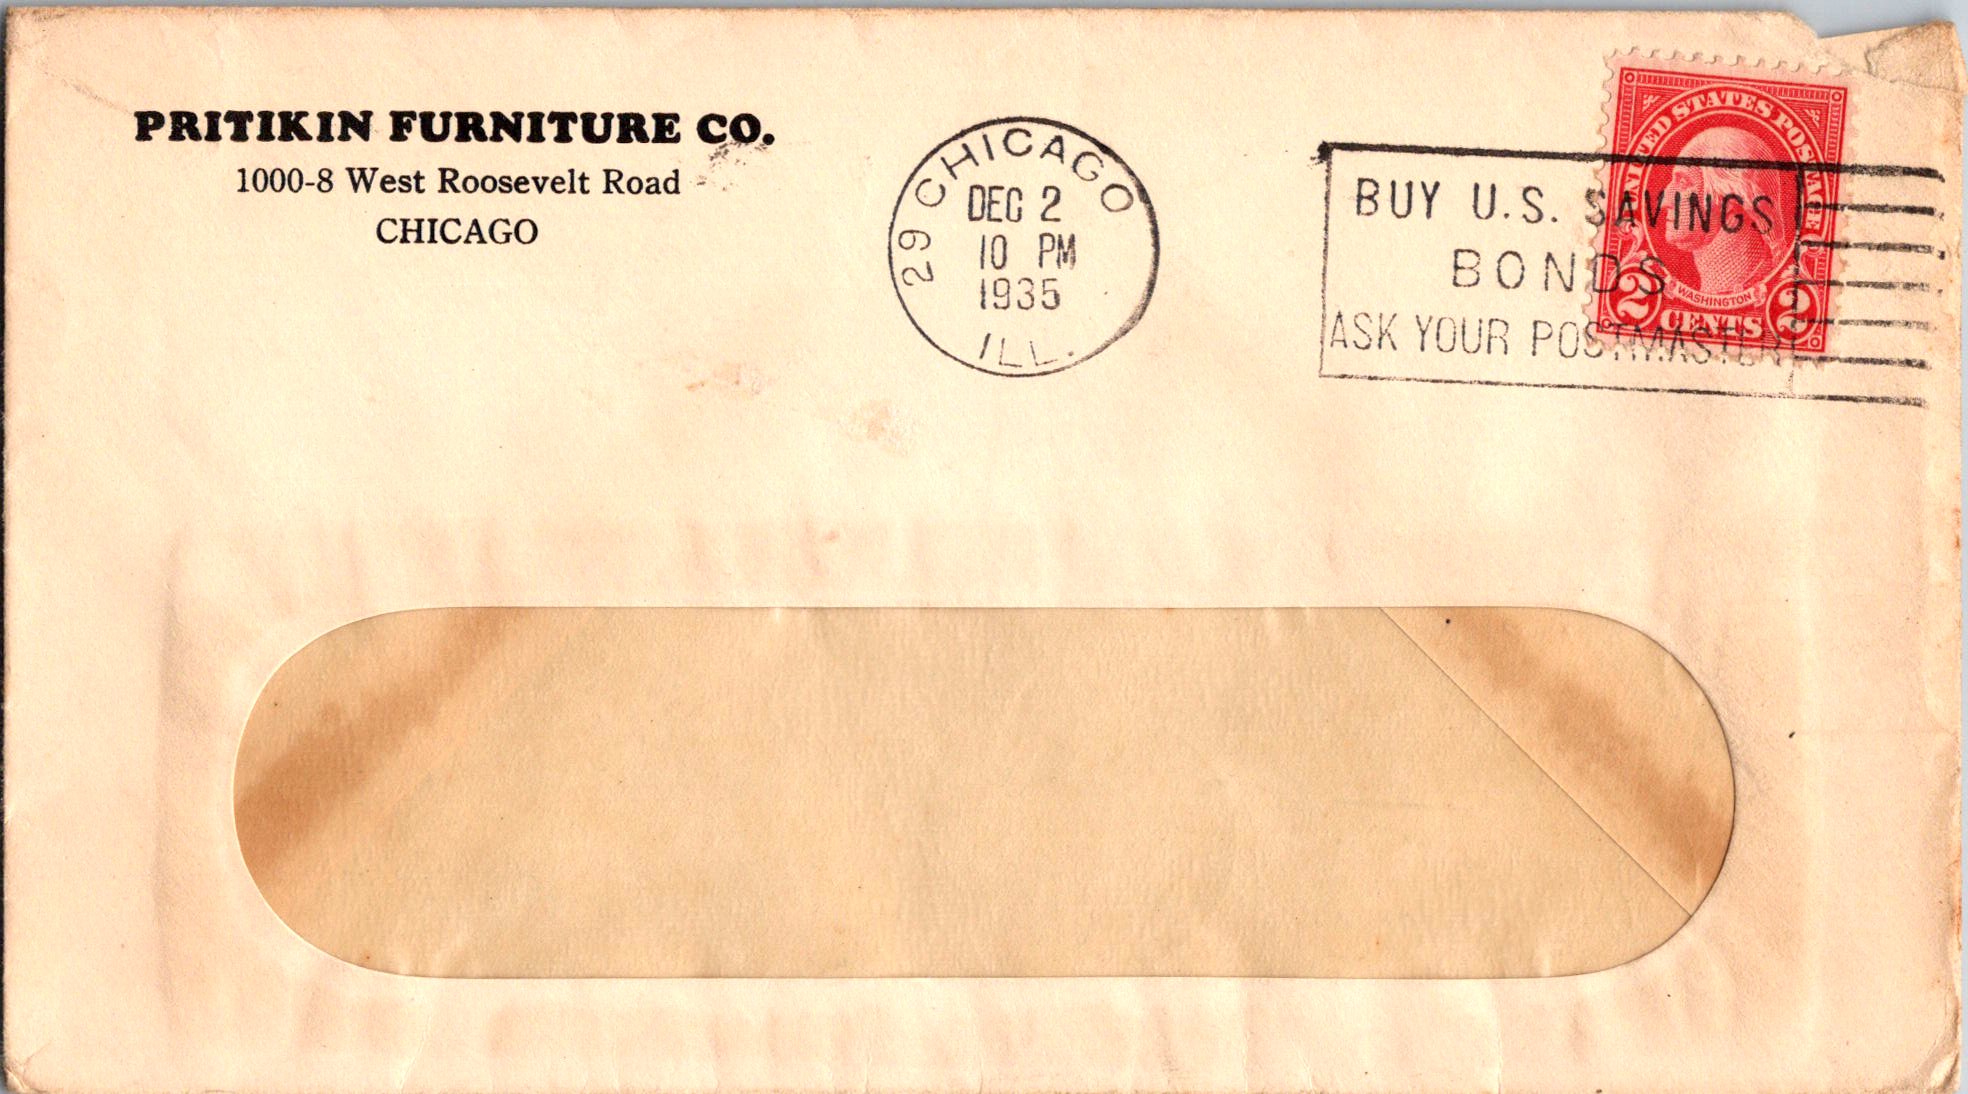 PRITIKIN FURNITURE CO.
1000-8 West Roosevelt Road
CHICAGO
29 CHICAGO
DEC 2
10 PM
1935
ILL.
BUY U.S. SAVINGS
BONDS
ASK YOUR POSTMASTER
UNITED STATES POSTAGE
WASHINGTON
2 CENTS 2